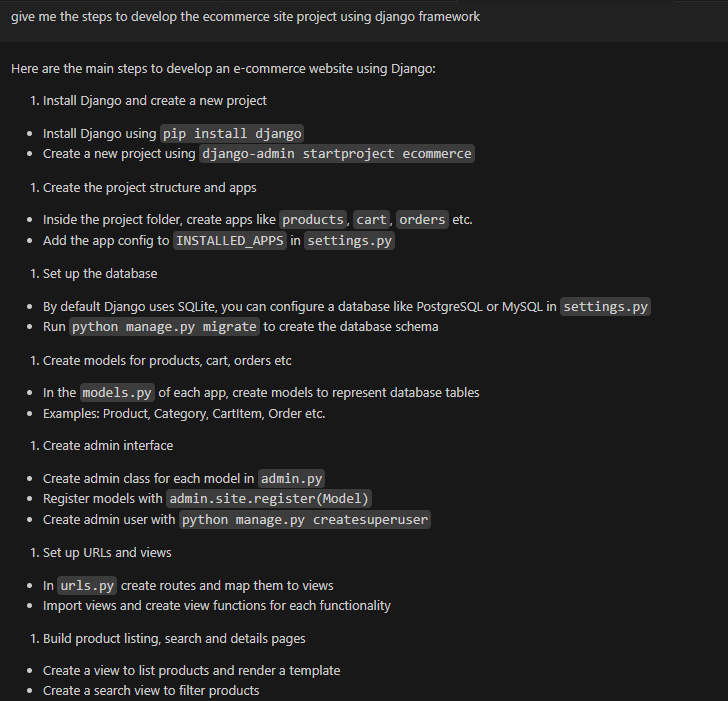 give me the steps to develop the ecommerce site project using django framework
Here are the main steps to develop an e-commerce website using Django:
1. Install Django and create a new project
• Install Django using pip install django
• Create a new project using django-admin startproject ecommerce
1. Create the project structure and apps
• Inside the project folder, create apps like products, cart, orders etc.
• Add the app config to INSTALLED_APPS in settings.py
1. Set up the database
• By default Django uses SQLite, you can configure a database like PostgreSQL or MySQL in settings.py
• Run python manage.py migrate to create the database schema
1. Create models for products, cart, orders etc
• In the models.py of each app, create models to represent database tables
• Examples: Product, Category, CartItem, Order etc.
1. Create admin interface
• Create admin class for each model in admin.py
• Register models with admin.site.register(Model)
• Create admin user with python manage.py createsuperuser
1. Set up URLs and views
• In urls.py create routes and map them to views
• Import views and create view functions for each functionality
1. Build product listing, search and details pages
• Create a view to list products and render a template
• Create a search view to filter products